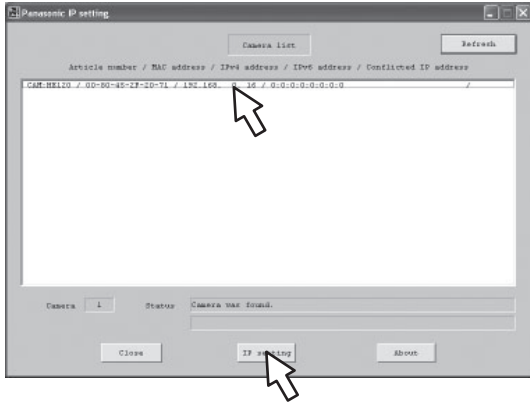 Panasonic IP setting
Camera list
Refresh
Article number / MAC address / IPv4 address / IPv6 address / Conflicted IP address
CAM:HE120 / 00-80-45-2F-2D-71 / 192.168. 0. 16 / 0:0:0:0:0:0:0:0 /
Camera 1 Status Camera was found.
Close IP setting About